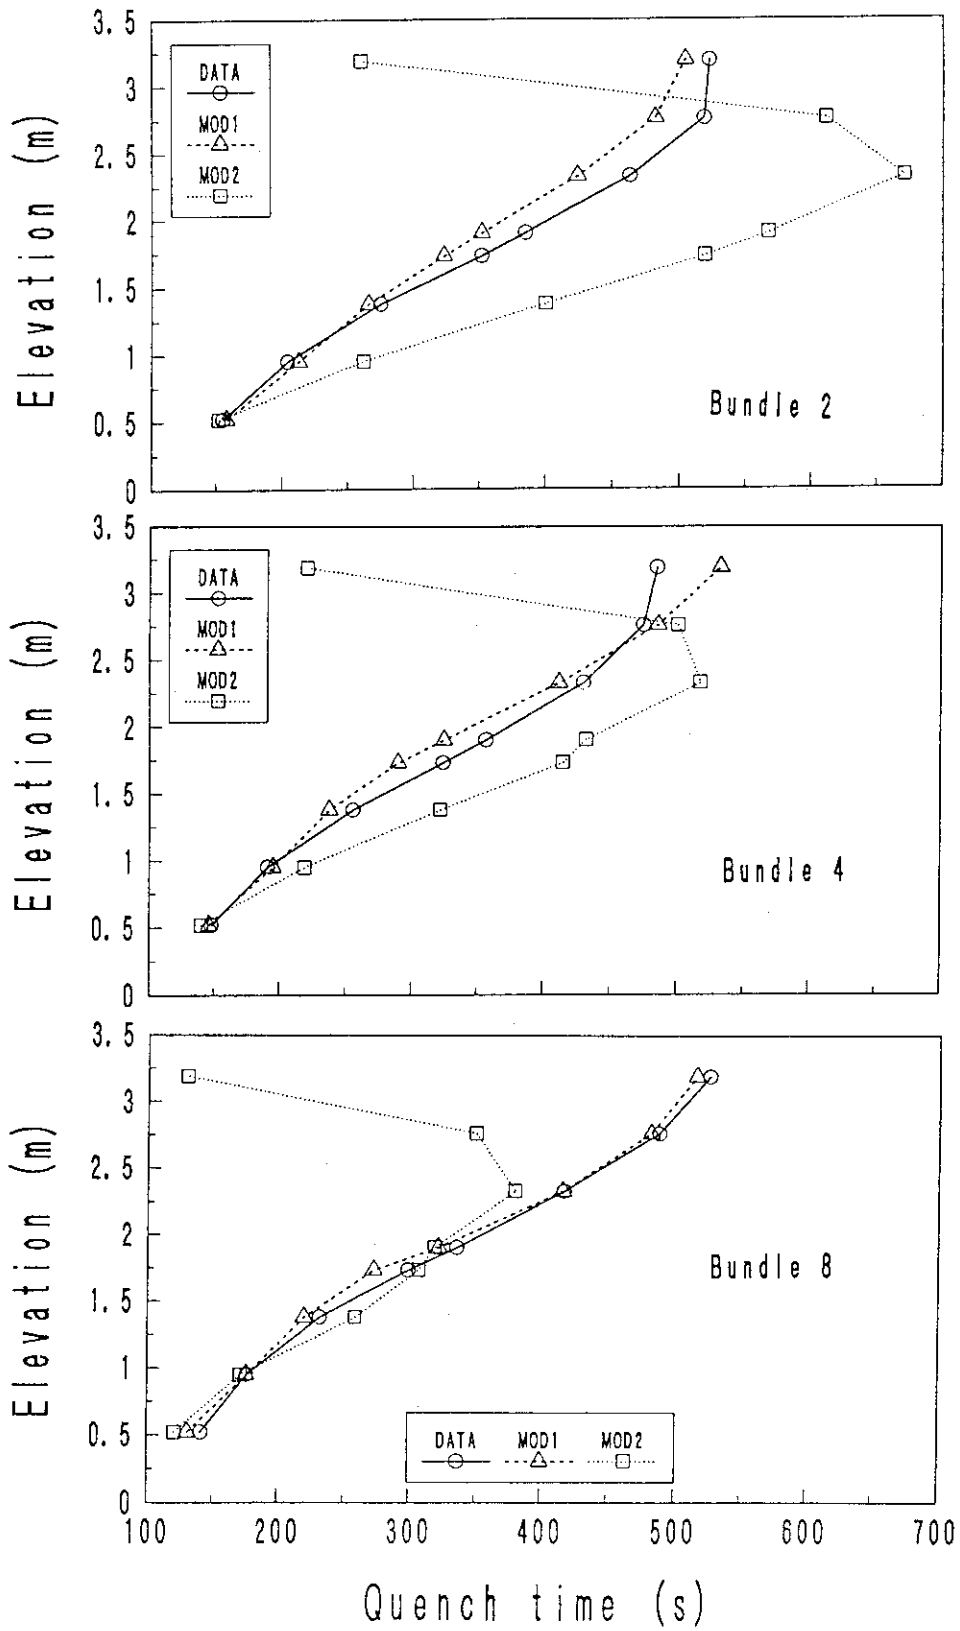 3.5
3
2.5
2
1.5
1
0.5
0
Elevation (m)
DATA
MOD1
MOD2
Bundle 2
3.5
3
2.5
2
1.5
1
0.5
0
Elevation (m)
DATA
MOD1
MOD2
Bundle 4
3.5
3
2.5
2
1.5
1
0.5
0
Elevation (m)
Bundle 8
DATA MOD1 MOD2
100 200 300 400 500 600 700
Quench time (s)